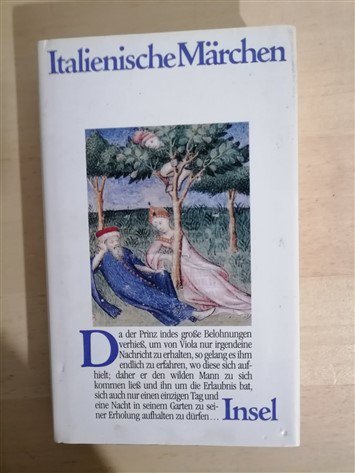 Italienische Märchen
Da der Prinz indes große Belohnungen
verhieß, um von Viola nur irgendeine
Nachricht zu erhalten, so gelang es ihm
endlich zu erfahren, wo diese sich auf-
hielt; daher er den wilden Mann zu sich
kommen ließ und ihn um die Erlaubnis bat,
sich auch nur einen einzigen Tag und
eine Nacht in seinem Garten zu sei-
ner Erholung aufhalten zu dürfen...
Insel